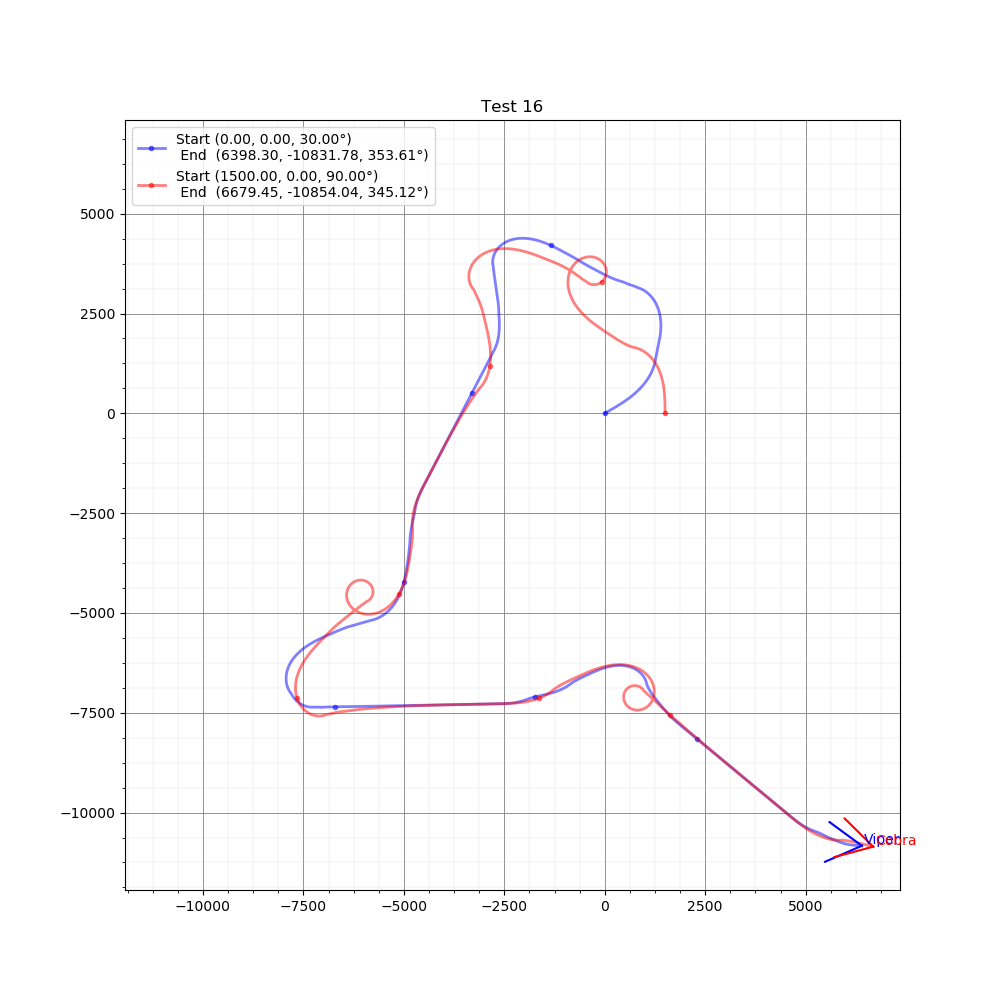 Test 16
Start (0.00, 0.00, 30.00°)
End (6398.30, -10831.78, 353.61°)
Start (1500.00, 0.00, 90.00°)
End (6679.45, -10854.04, 345.12°)
5000
2500
0
−2500
−5000
−7500
−10000
Viper
Cobra
−10000 −7500 −5000 −2500 0 2500 5000